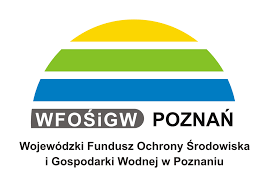 WFOŚiGW POZNAŃ
Wojewódzki Fundusz Ochrony Środowiska
i Gospodarki Wodnej w Poznaniu